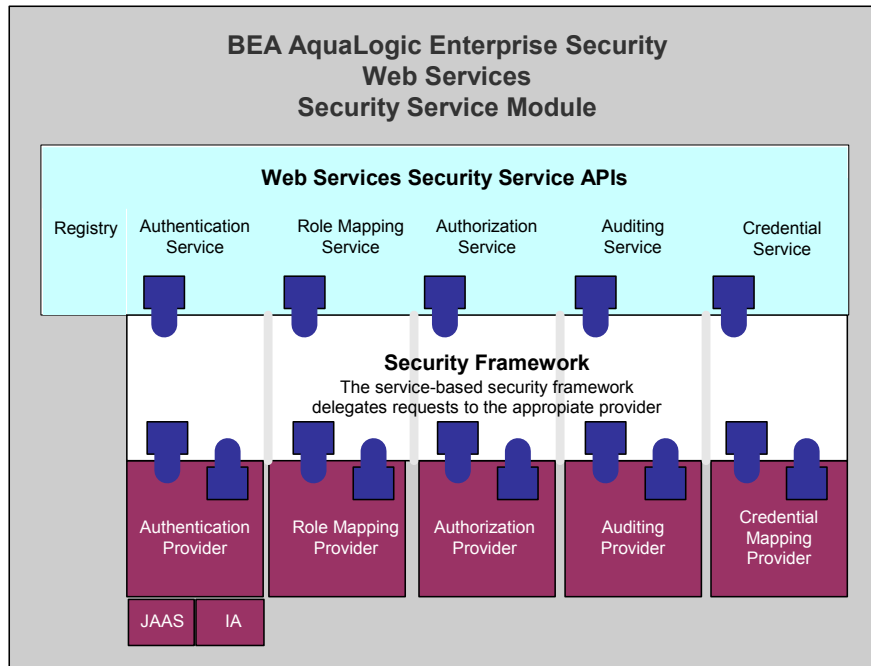 BEA AquaLogic Enterprise Security
Web Services
Security Service Module
Web Services Security Service APIs
Registry
Authentication
Service
Role Mapping
Service
Authorization
Service
Auditing
Service
Credential
Service
Security Framework
The service-based security framework
delegates requests to the appropiate provider
Authentication
Provider
Role Mapping
Provider
Authorization
Provider
Auditing
Provider
Credential
Mapping
Provider
JAAS
IA